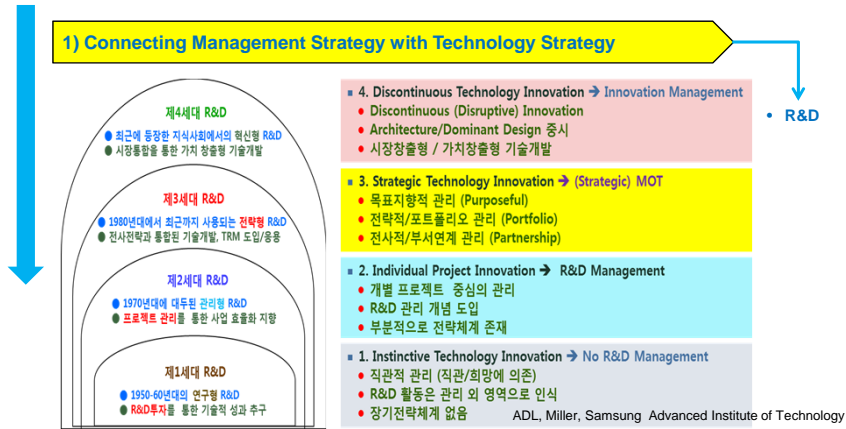 1) Connecting Management Strategy with Technology Strategy
• R&D
제4세대 R&D
● 최근에 등장한 지식사회에서의 혁신형 R&D
● 시장통합을 통한 가치 창출형 기술개발
제3세대 R&D
● 1980년대에서 최근까지 사용되는 전략형 R&D
● 전사전략과 통합된 기술개발, TRM 도입/응용
제2세대 R&D
● 1970년대에 대두된 관리형 R&D
● 프로젝트 관리를 통한 사업 효율화 지향
제1세대 R&D
● 1950-60년대의 연구형 R&D
● R&D투자를 통한 기술적 성과 추구
▪ 4. Discontinuous Technology Innovation → Innovation Management
● Discontinuous (Disruptive) Innovation
● Architecture/Dominant Design 중시
● 시장창출형 / 가치창출형 기술개발
▪ 3. Strategic Technology Innovation → (Strategic) MOT
● 목표지향적 관리 (Purposeful)
● 전략적/포트폴리오 관리 (Portfolio)
● 전사적/부서연계 관리 (Partnership)
▪ 2. Individual Project Innovation → R&D Management
● 개별 프로젝트 중심의 관리
● R&D 관리 개념 도입
● 부분적으로 전략체계 존재
▪ 1. Instinctive Technology Innovation → No R&D Management
● 직관적 관리 (직관/희망에 의존)
● R&D 활동은 관리 외 영역으로 인식
● 장기전략체계 없음
ADL, Miller, Samsung Advanced Institute of Technology